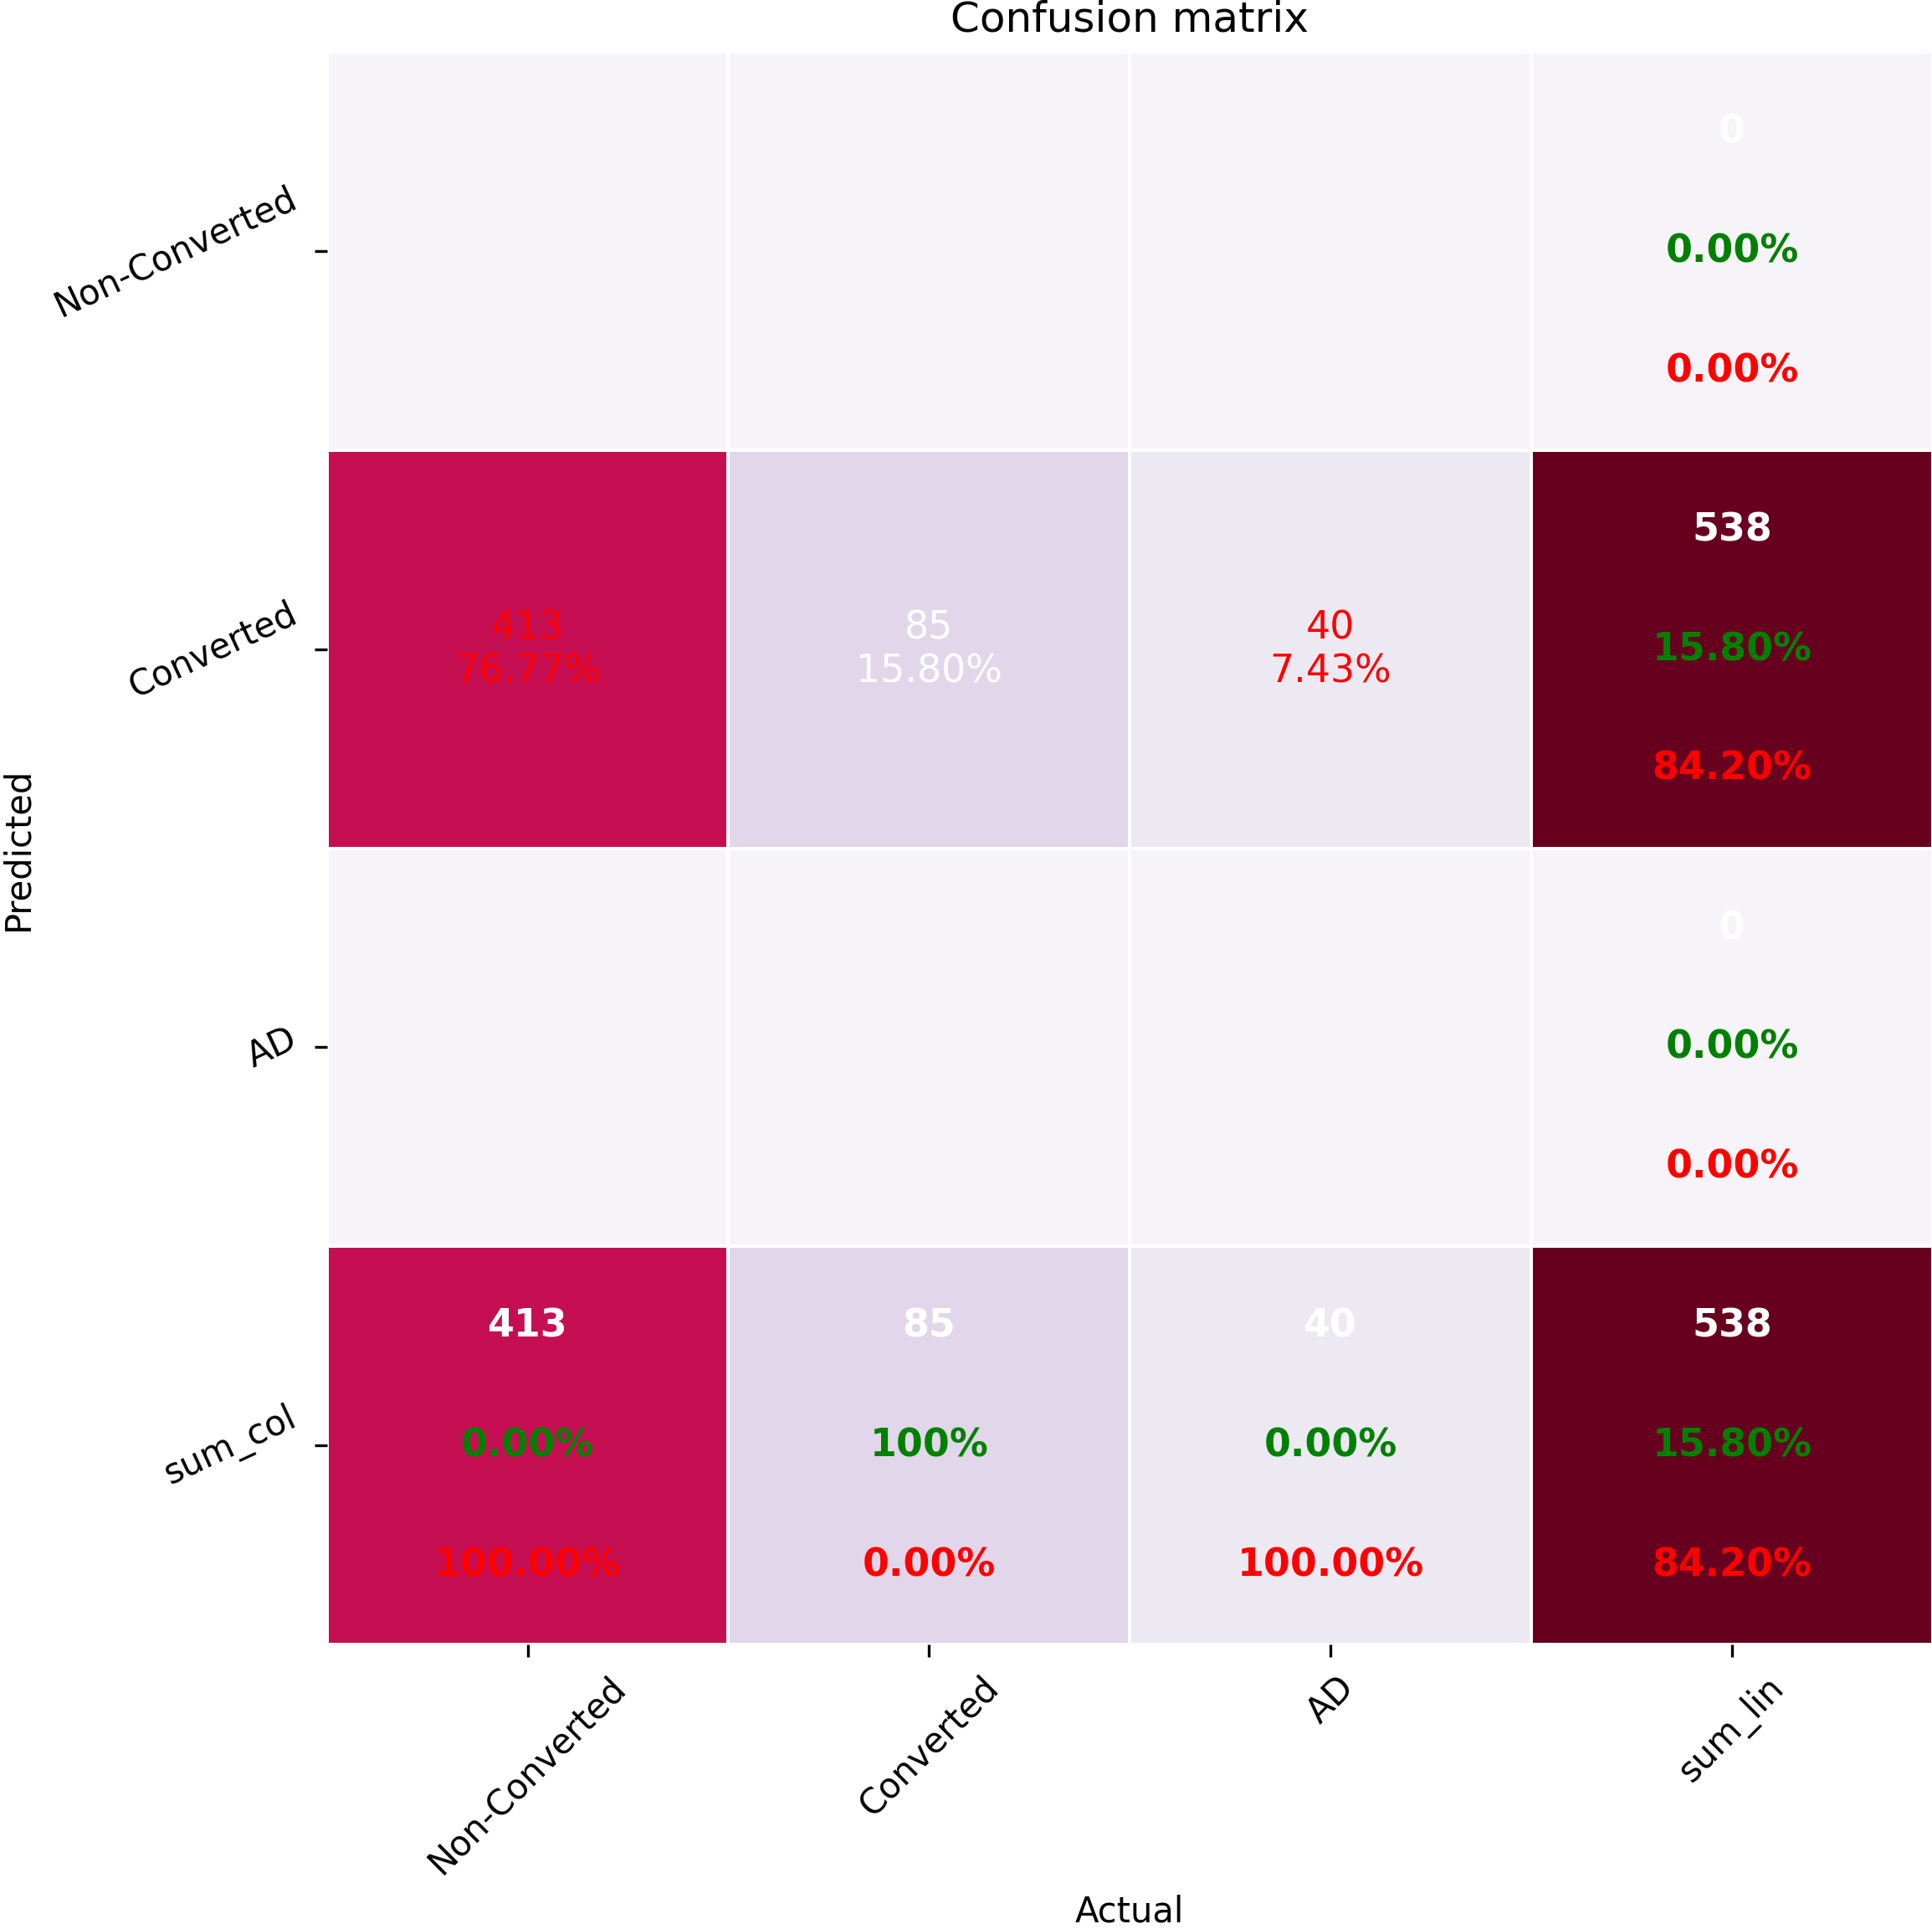 Confusion matrix
0
Non-Converted
0.00%
0.00%
538
413
85
40
Converted
15.80%
76.77%
15.80%
7.43%
84.20%
Predicted
0
AD
0.00%
0.00%
413
85
40
538
sum_col
0.00%
100%
0.00%
15.80%
100.00%
0.00%
100.00%
84.20%
Non-Converted
Converted
AD
sum_lin
Actual